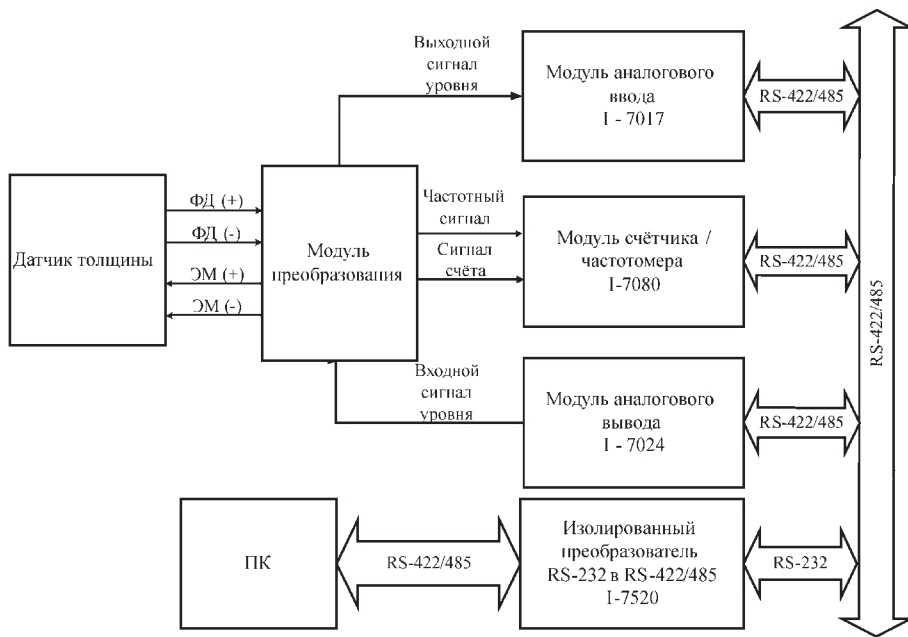 Выходной
сигнал
уровня
Модуль аналогового
ввода
I - 7017
RS-422/485
Датчик толщины
ФД (+)
ФД (-)
ЭМ (+)
ЭМ (-)
Модуль
преобразования
Частотный
сигнал
Сигнал
счёта
Модуль счётчика /
частотомера
I-7080
RS-422/485
RS-422/485
Входной
сигнал
уровня
Модуль аналогового
вывода
I - 7024
RS-422/485
ПК
RS-422/485
Изолированный
преобразователь
RS-232 в RS-422/485
I-7520
RS-232